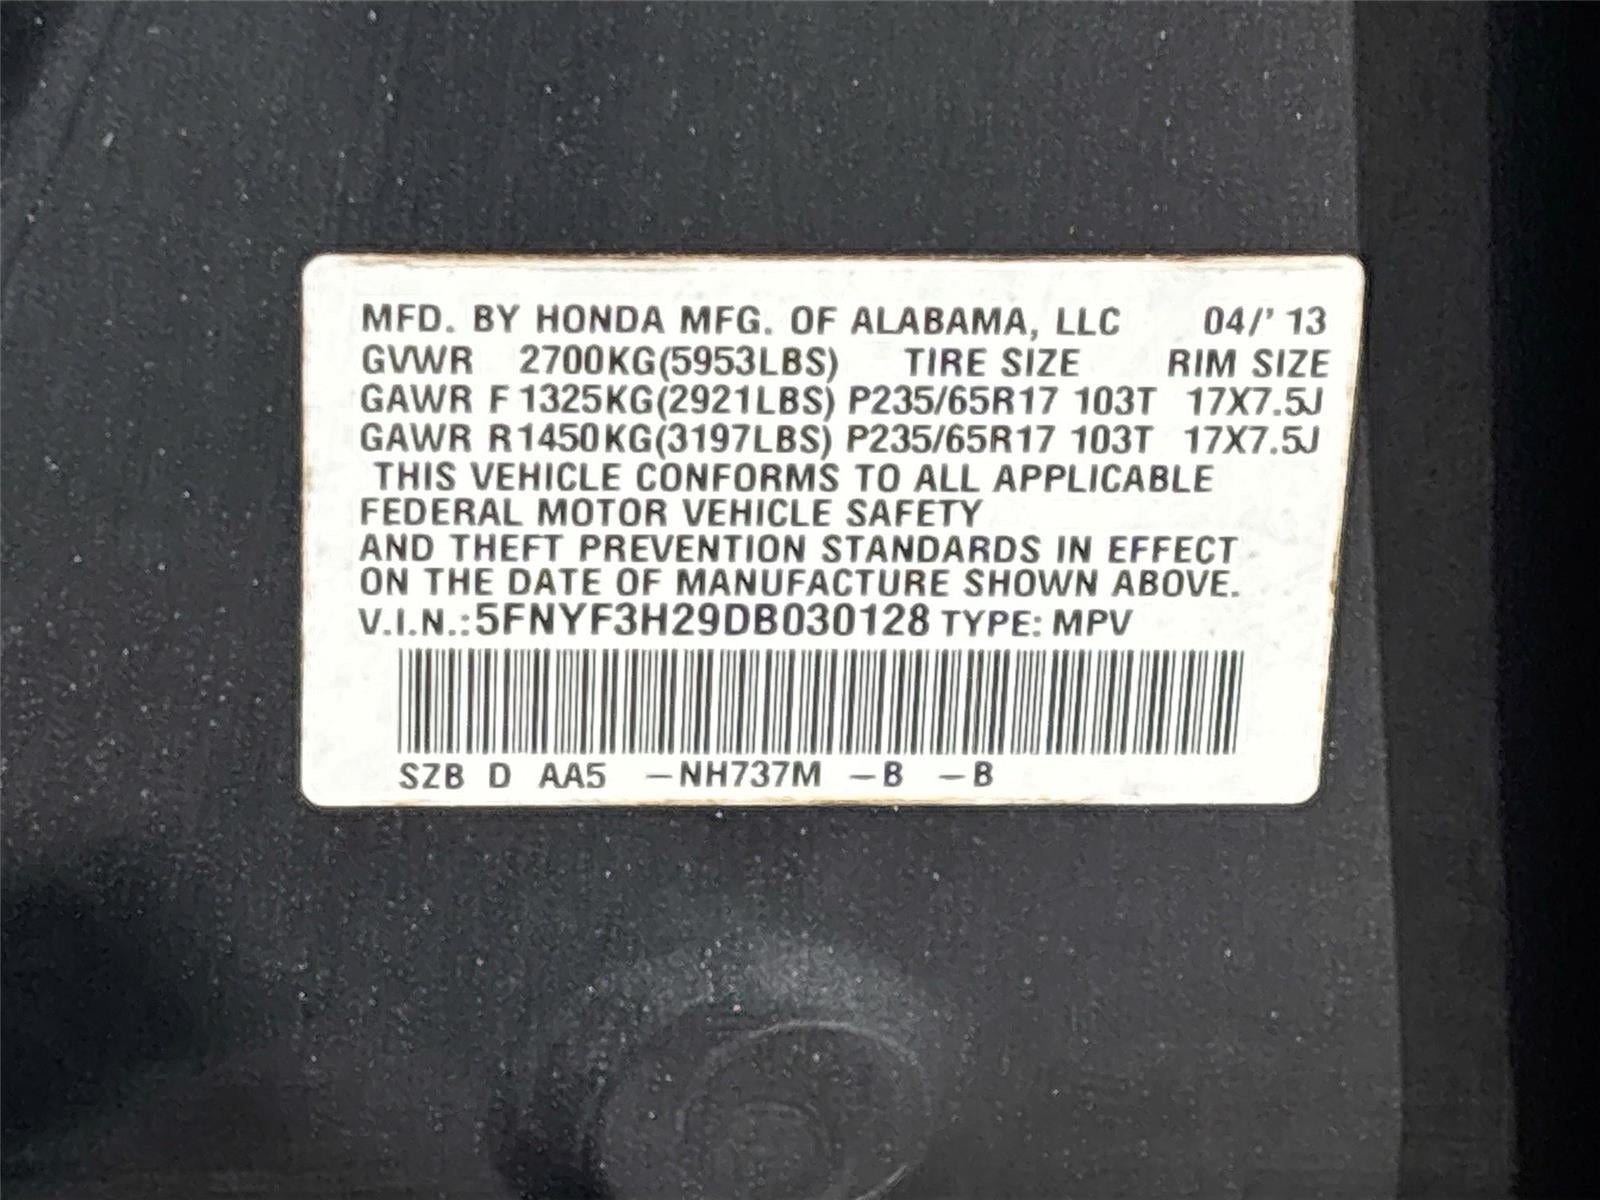 MFD. BY HONDA MFG. OF ALABAMA, LLC 04/' 13
GVWR 2700KG(5953LBS) TIRE SIZE RIM SIZE
GAWR F 1325KG(2921LBS) P235/65R17 103T 17X7.5J
GAWR R1450KG(3197LBS) P235/65R17 103T 17X7.5J
THIS VEHICLE CONFORMS TO ALL APPLICABLE
FEDERAL MOTOR VEHICLE SAFETY
AND THEFT PREVENTION STANDARDS IN EFFECT
ON THE DATE OF MANUFACTURE SHOWN ABOVE.
V.I.N.:5FNYF3H29DB030128 TYPE: MPV
SZB D AA5 –NH737M –B –B